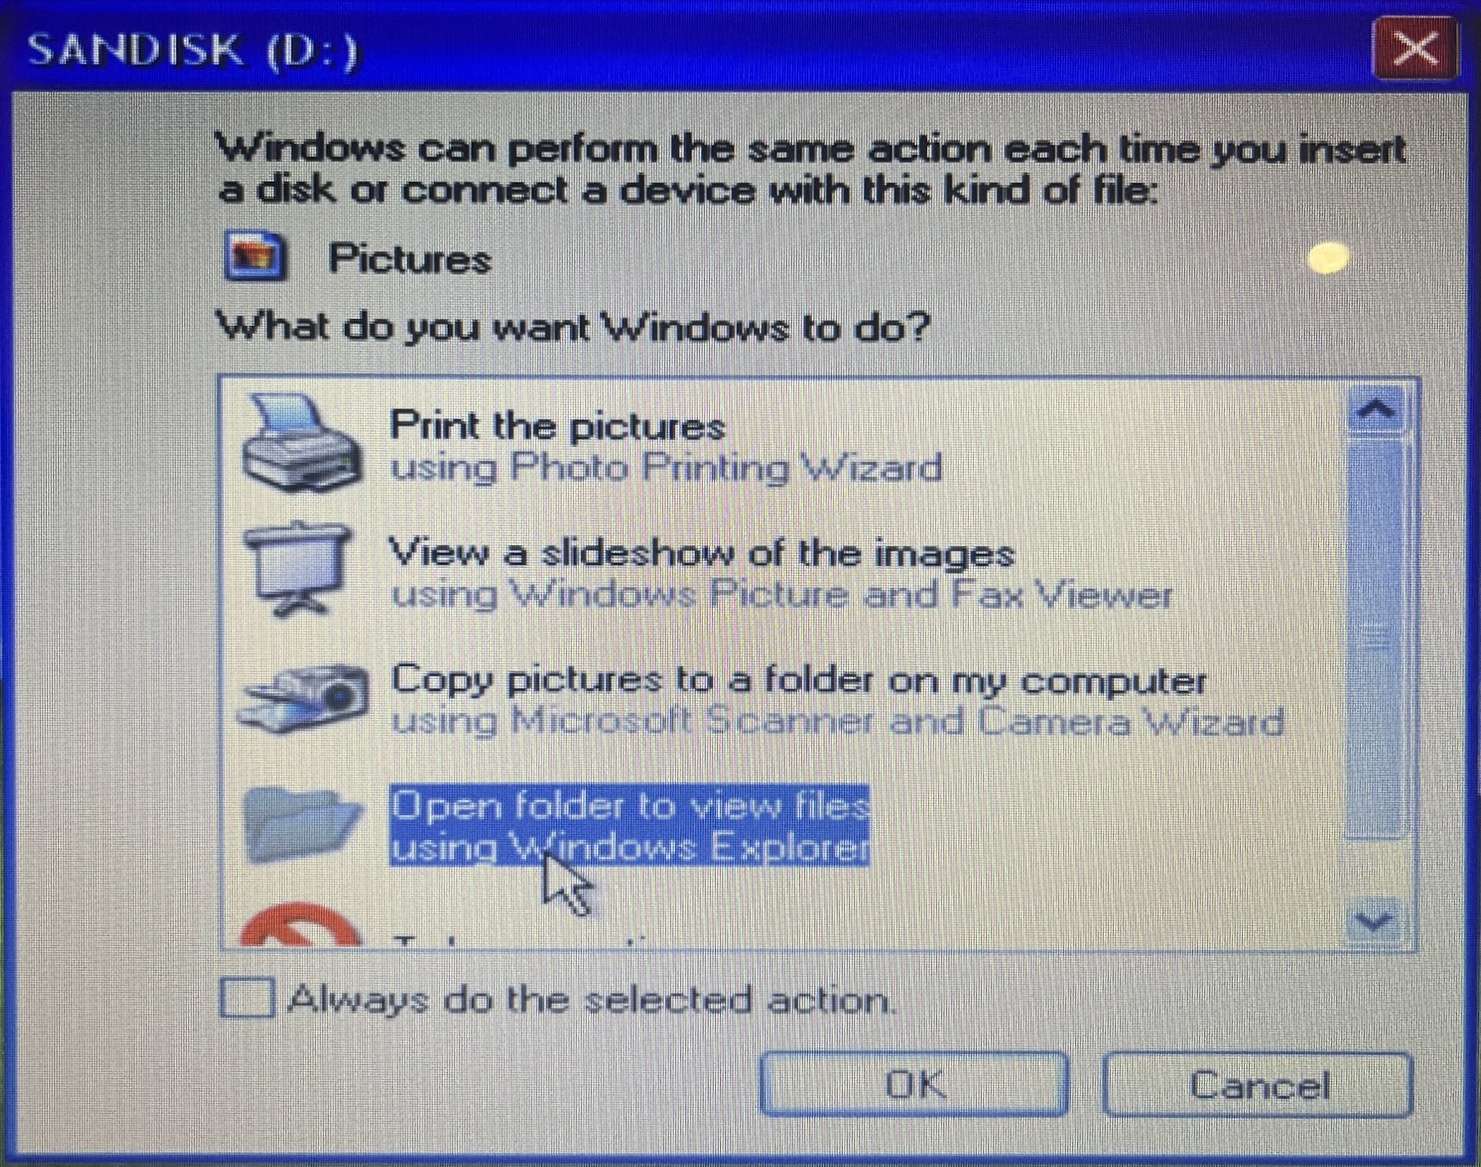 SANDISK (D:)
Windows can perform the same action each time you insert
a disk or connect a device with this kind of file:
Pictures
What do you want Windows to do?
Print the pictures
using Photo Printing Wizard
View a slideshow of the images
using Windows Picture and Fax Viewer
Copy pictures to a folder on my computer
using Microsoft Scanner and Camera Wizard
Open folder to view files
using Windows Explorer
Always do the selected action.
OK
Cancel